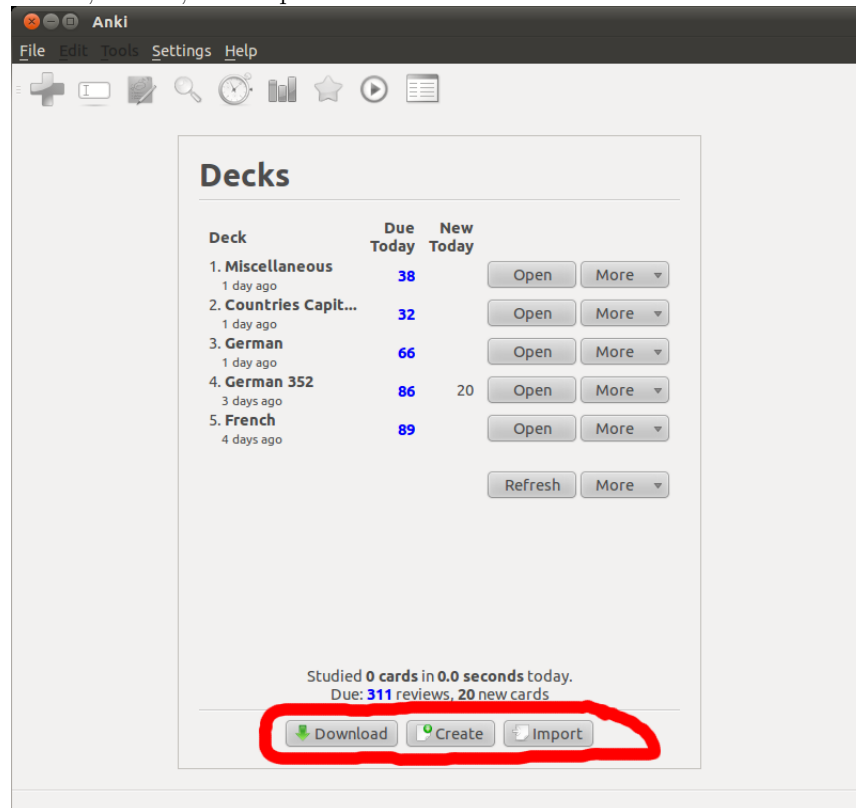 Anki
File Edit Tools Settings Help
Decks
Deck Due Today New Today
1. Miscellaneous 38 Open More
1 day ago
2. Countries Capit... 32 Open More
1 day ago
3. German 66 Open More
1 day ago
4. German 352 86 20 Open More
3 days ago
5. French 89 Open More
4 days ago
Refresh More
Studied 0 cards in 0.0 seconds today.
Due: 311 reviews, 20 new cards
Download Create Import